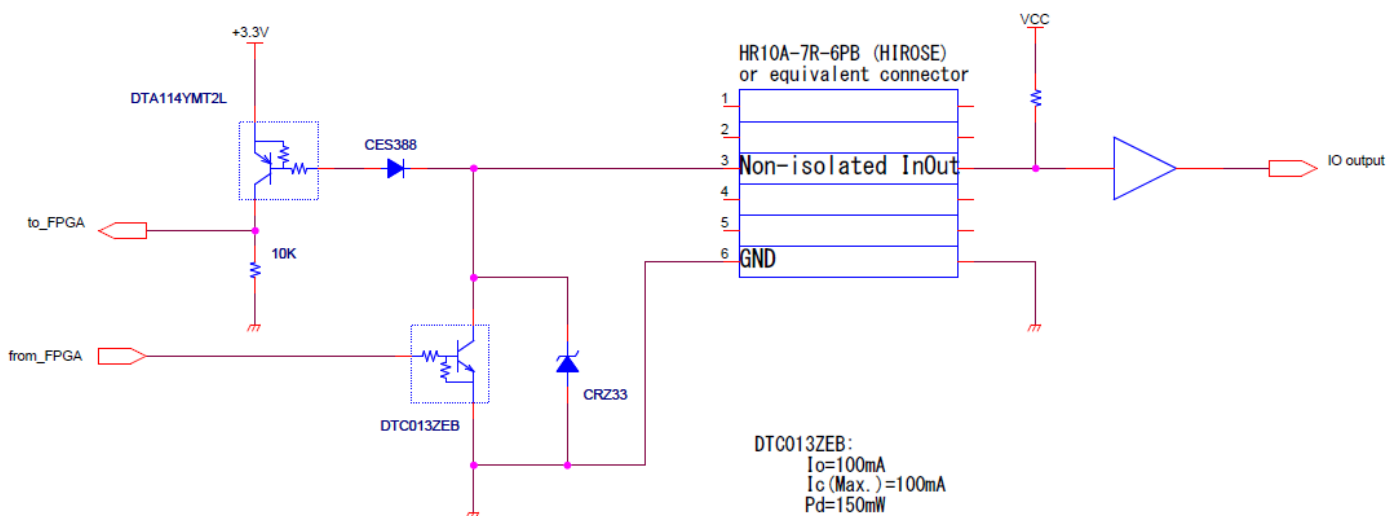 +3.3V
VCC
HR10A-7R-6PB (HIROSE)
or equivalent connector
DTA114YMT2L
1
CES388
2
3 Non-isolated InOut
IO output
4
to_FPGA
5
10K
6 GND
from_FPGA
CRZ33
DTC013ZEB
DTC013ZEB:
Io=100mA
Ic(Max.)=100mA
Pd=150mW